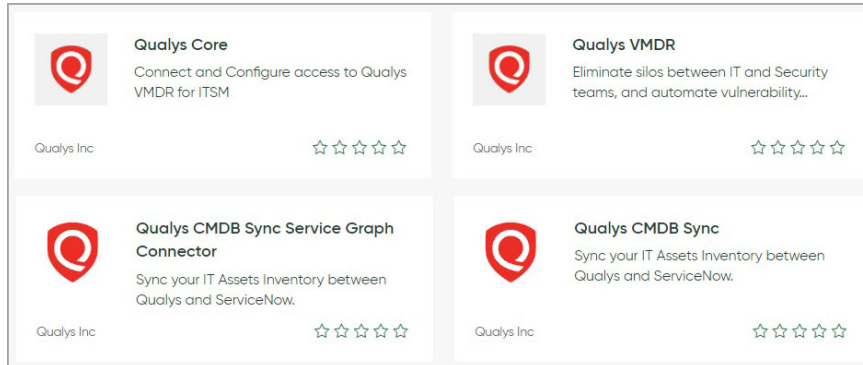 Qualys Core
Connect and Configure access to Qualys
VMDR for ITSM
Qualys Inc
Qualys VMDR
Eliminate silos between IT and Security
teams, and automate vulnerability...
Qualys Inc
Qualys CMDB Sync Service Graph
Connector
Sync your IT Assets Inventory between
Qualys and ServiceNow.
Qualys Inc
Qualys CMDB Sync
Sync your IT Assets Inventory between
Qualys and ServiceNow.
Qualys Inc